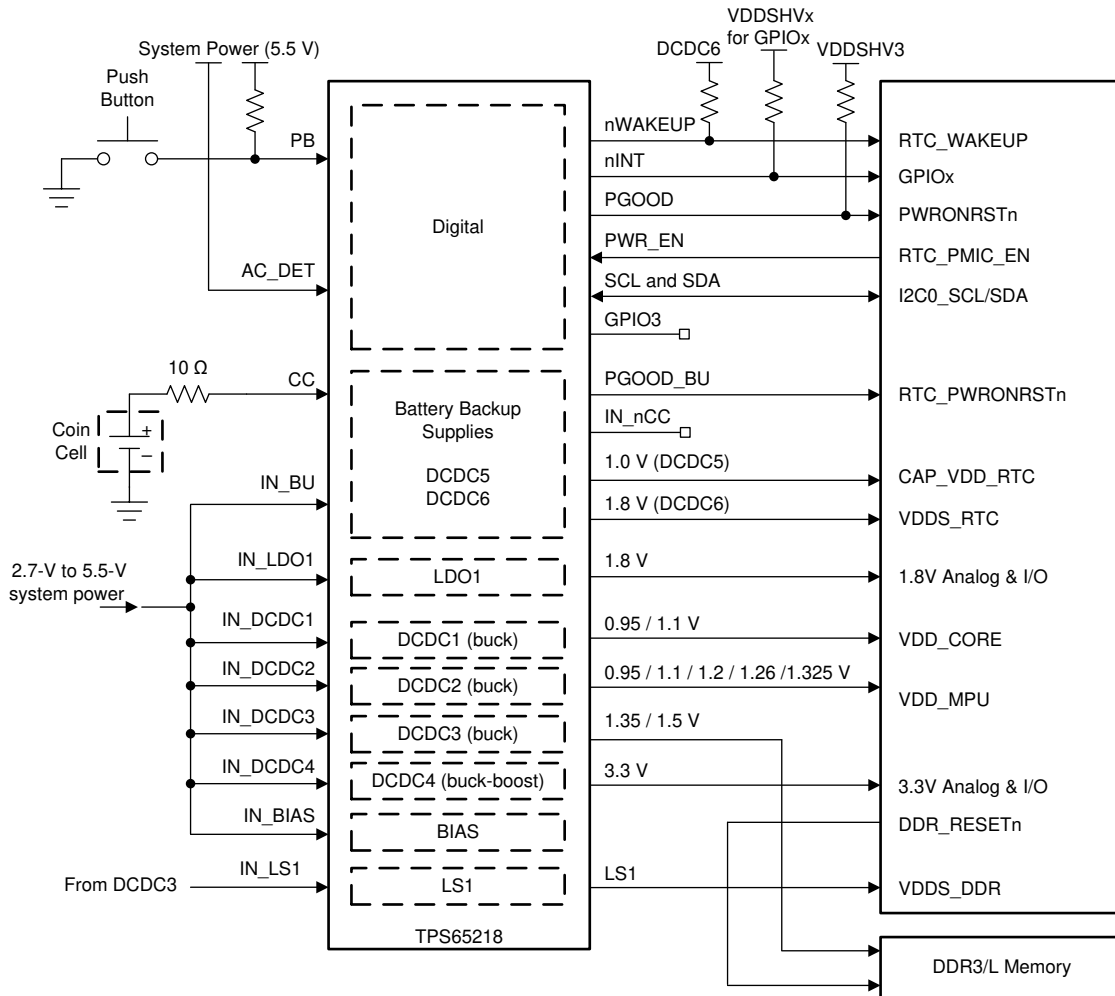 System Power (5.5 V)
Push
Button
PB
AC_DET
10 Ω
CC
Coin
Cell
+
–
IN_BU
2.7-V to 5.5-V
system power
IN_LDO1
IN_DCDC1
IN_DCDC2
IN_DCDC3
IN_DCDC4
IN_BIAS
From DCDC3
IN_LS1
Digital
Battery Backup
Supplies
DCDC5
DCDC6
LDO1
DCDC1 (buck)
DCDC2 (buck)
DCDC3 (buck)
DCDC4 (buck-boost)
BIAS
LS1
TPS65218
DCDC6
VDDSHVx
for GPIOx
VDDSHV3
nWAKEUP
nINT
PGOOD
PWR_EN
SCL and SDA
GPIO3
PGOOD_BU
IN_nCC
1.0 V (DCDC5)
1.8 V (DCDC6)
1.8 V
0.95 / 1.1 V
0.95 / 1.1 / 1.2 / 1.26 /1.325 V
1.35 / 1.5 V
3.3 V
LS1
RTC_WAKEUP
GPIOx
PWRONRSTn
RTC_PMIC_EN
I2C0_SCL/SDA
RTC_PWRONRSTn
CAP_VDD_RTC
VDDS_RTC
1.8V Analog & I/O
VDD_CORE
VDD_MPU
3.3V Analog & I/O
DDR_RESETn
VDDS_DDR
DDR3/L Memory